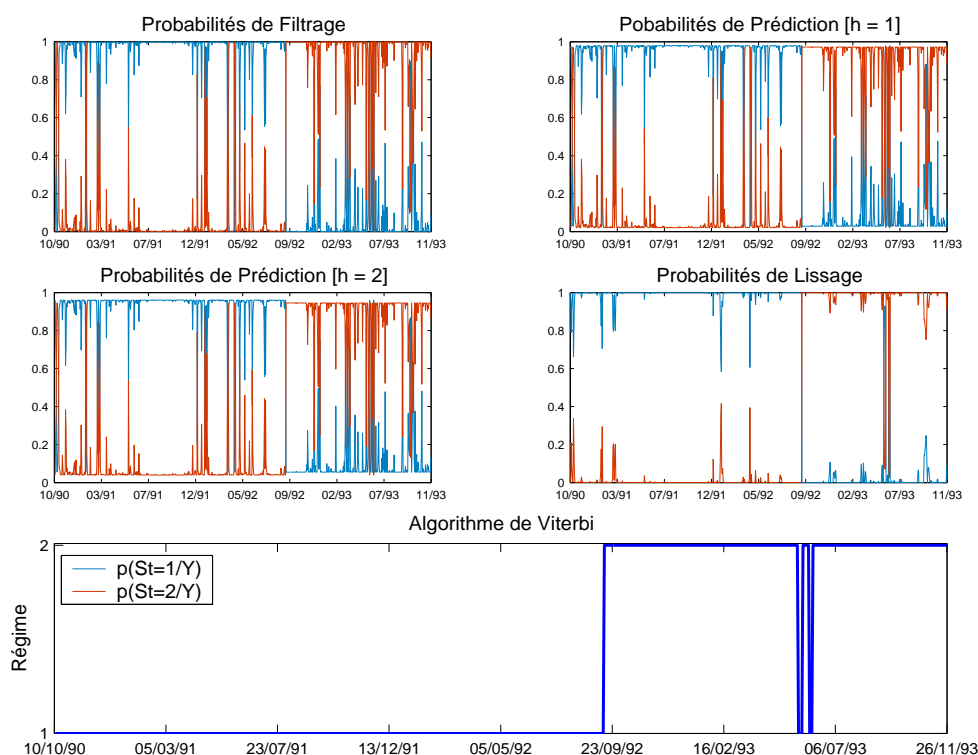 Probabilités de Filtrage
1
0.8
0.6
0.4
0.2
0
10/90 03/91 07/91 12/91 05/92 09/92 02/93 07/93 11/93
Pobabilités de Prédiction [h = 1]
1
0.8
0.6
0.4
0.2
0
10/90 03/91 07/91 12/91 05/92 09/92 02/93 07/93 11/93
Probabilités de Prédiction [h = 2]
1
0.8
0.6
0.4
0.2
0
10/90 03/91 07/91 12/91 05/92 09/92 02/93 07/93 11/93
Probabilités de Lissage
1
0.8
0.6
0.4
0.2
0
10/90 03/91 07/91 12/91 05/92 09/92 02/93 07/93 11/93
Algorithme de Viterbi
2
1
Régime
p(St=1/Y)
p(St=2/Y)
10/10/90 05/03/91 23/07/91 13/12/91 05/05/92 23/09/92 16/02/93 06/07/93 26/11/93